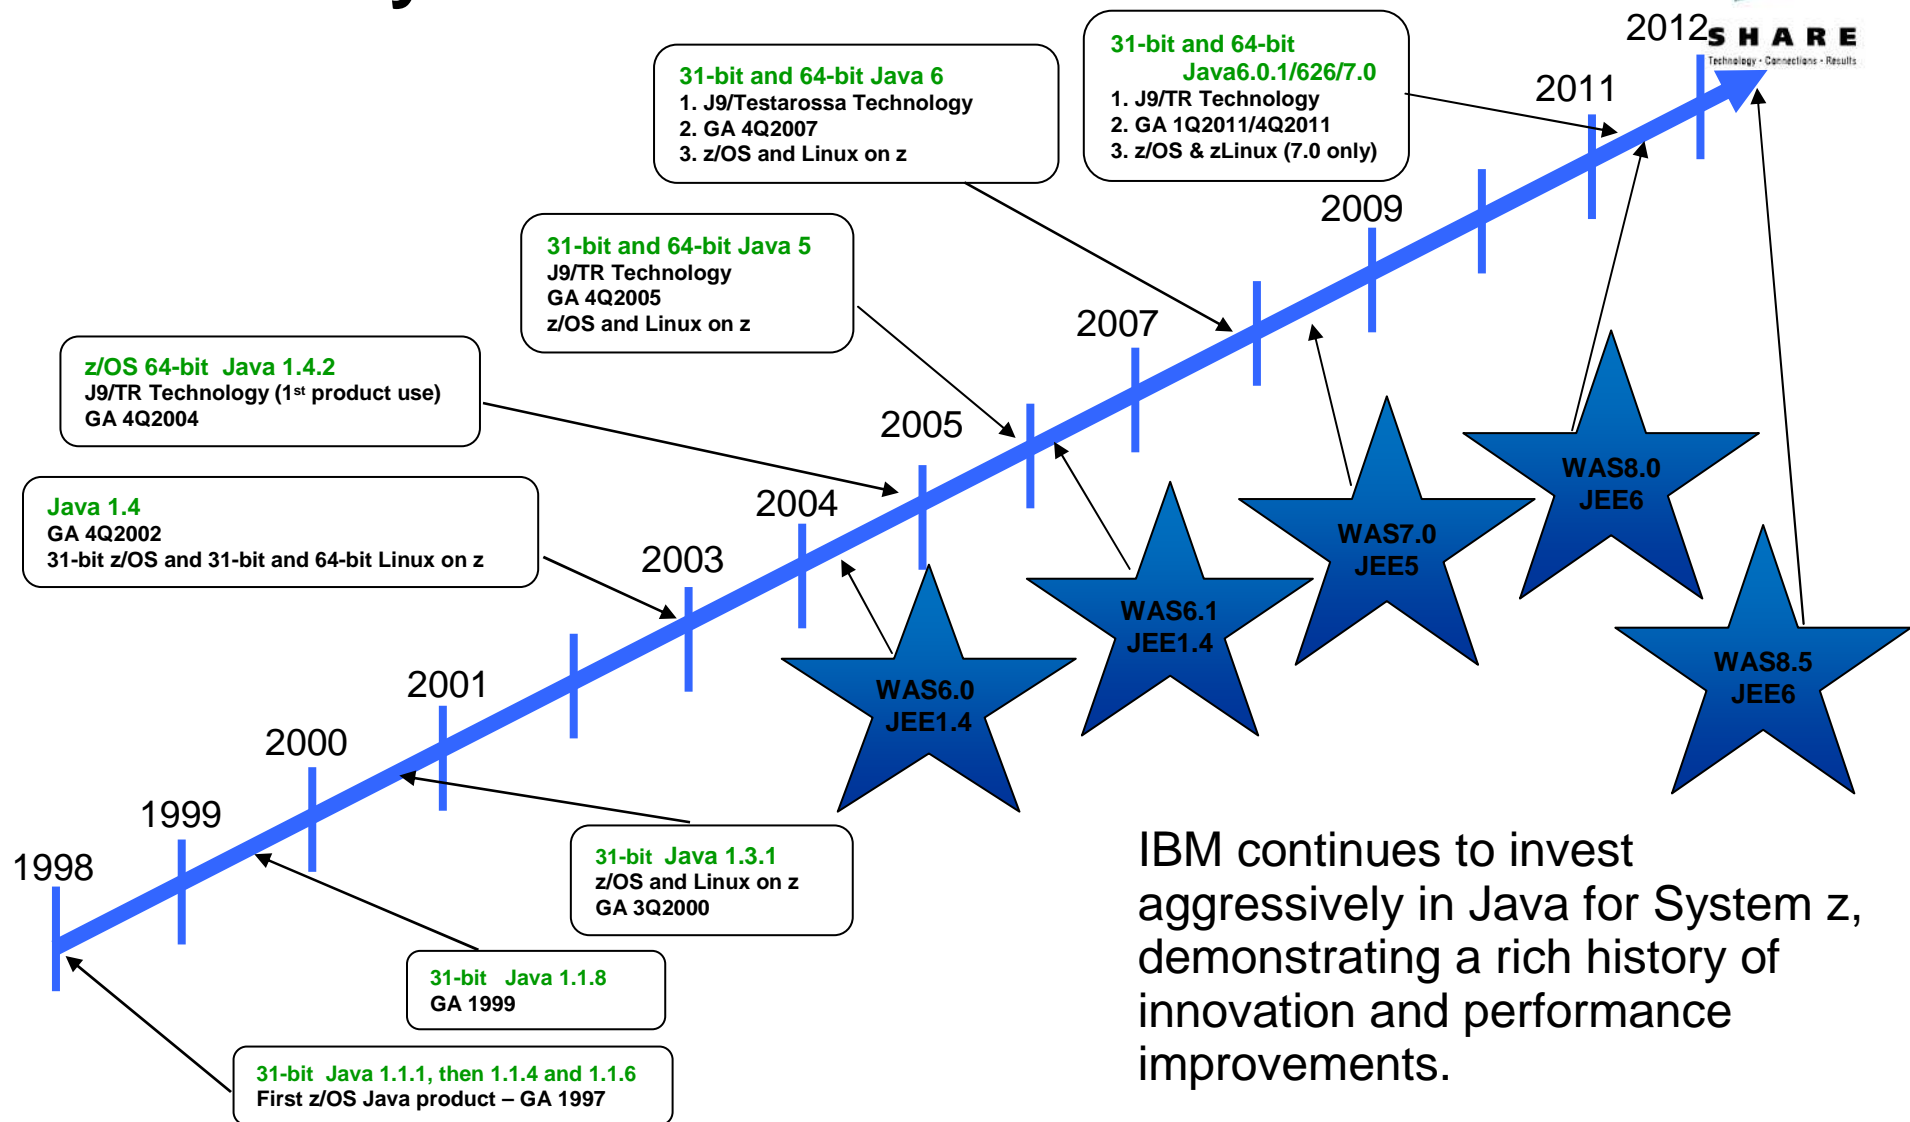 2012
SHARE
Technology · Connections · Results
31-bit and 64-bit
Java6.0.1/626/7.0
1. J9/TR Technology
2. GA 1Q2011/4Q2011
3. z/OS & zLinux (7.0 only)
2011
31-bit and 64-bit Java 6
1. J9/Testarossa Technology
2. GA 4Q2007
3. z/OS and Linux on z
2009
31-bit and 64-bit Java 5
J9/TR Technology
GA 4Q2005
z/OS and Linux on z
2007
z/OS 64-bit Java 1.4.2
J9/TR Technology (1st product use)
GA 4Q2004
2005
Java 1.4
GA 4Q2002
31-bit z/OS and 31-bit and 64-bit Linux on z
2004
2003
2001
2000
1999
1998
WAS8.0
JEE6
WAS7.0
JEE5
WAS6.1
JEE1.4
WAS6.0
JEE1.4
WAS8.5
JEE6
31-bit Java 1.3.1
z/OS and Linux on z
GA 3Q2000
31-bit Java 1.1.8
GA 1999
31-bit Java 1.1.1, then 1.1.4 and 1.1.6
First z/OS Java product – GA 1997
IBM continues to invest
aggressively in Java for System z,
demonstrating a rich history of
innovation and performance
improvements.